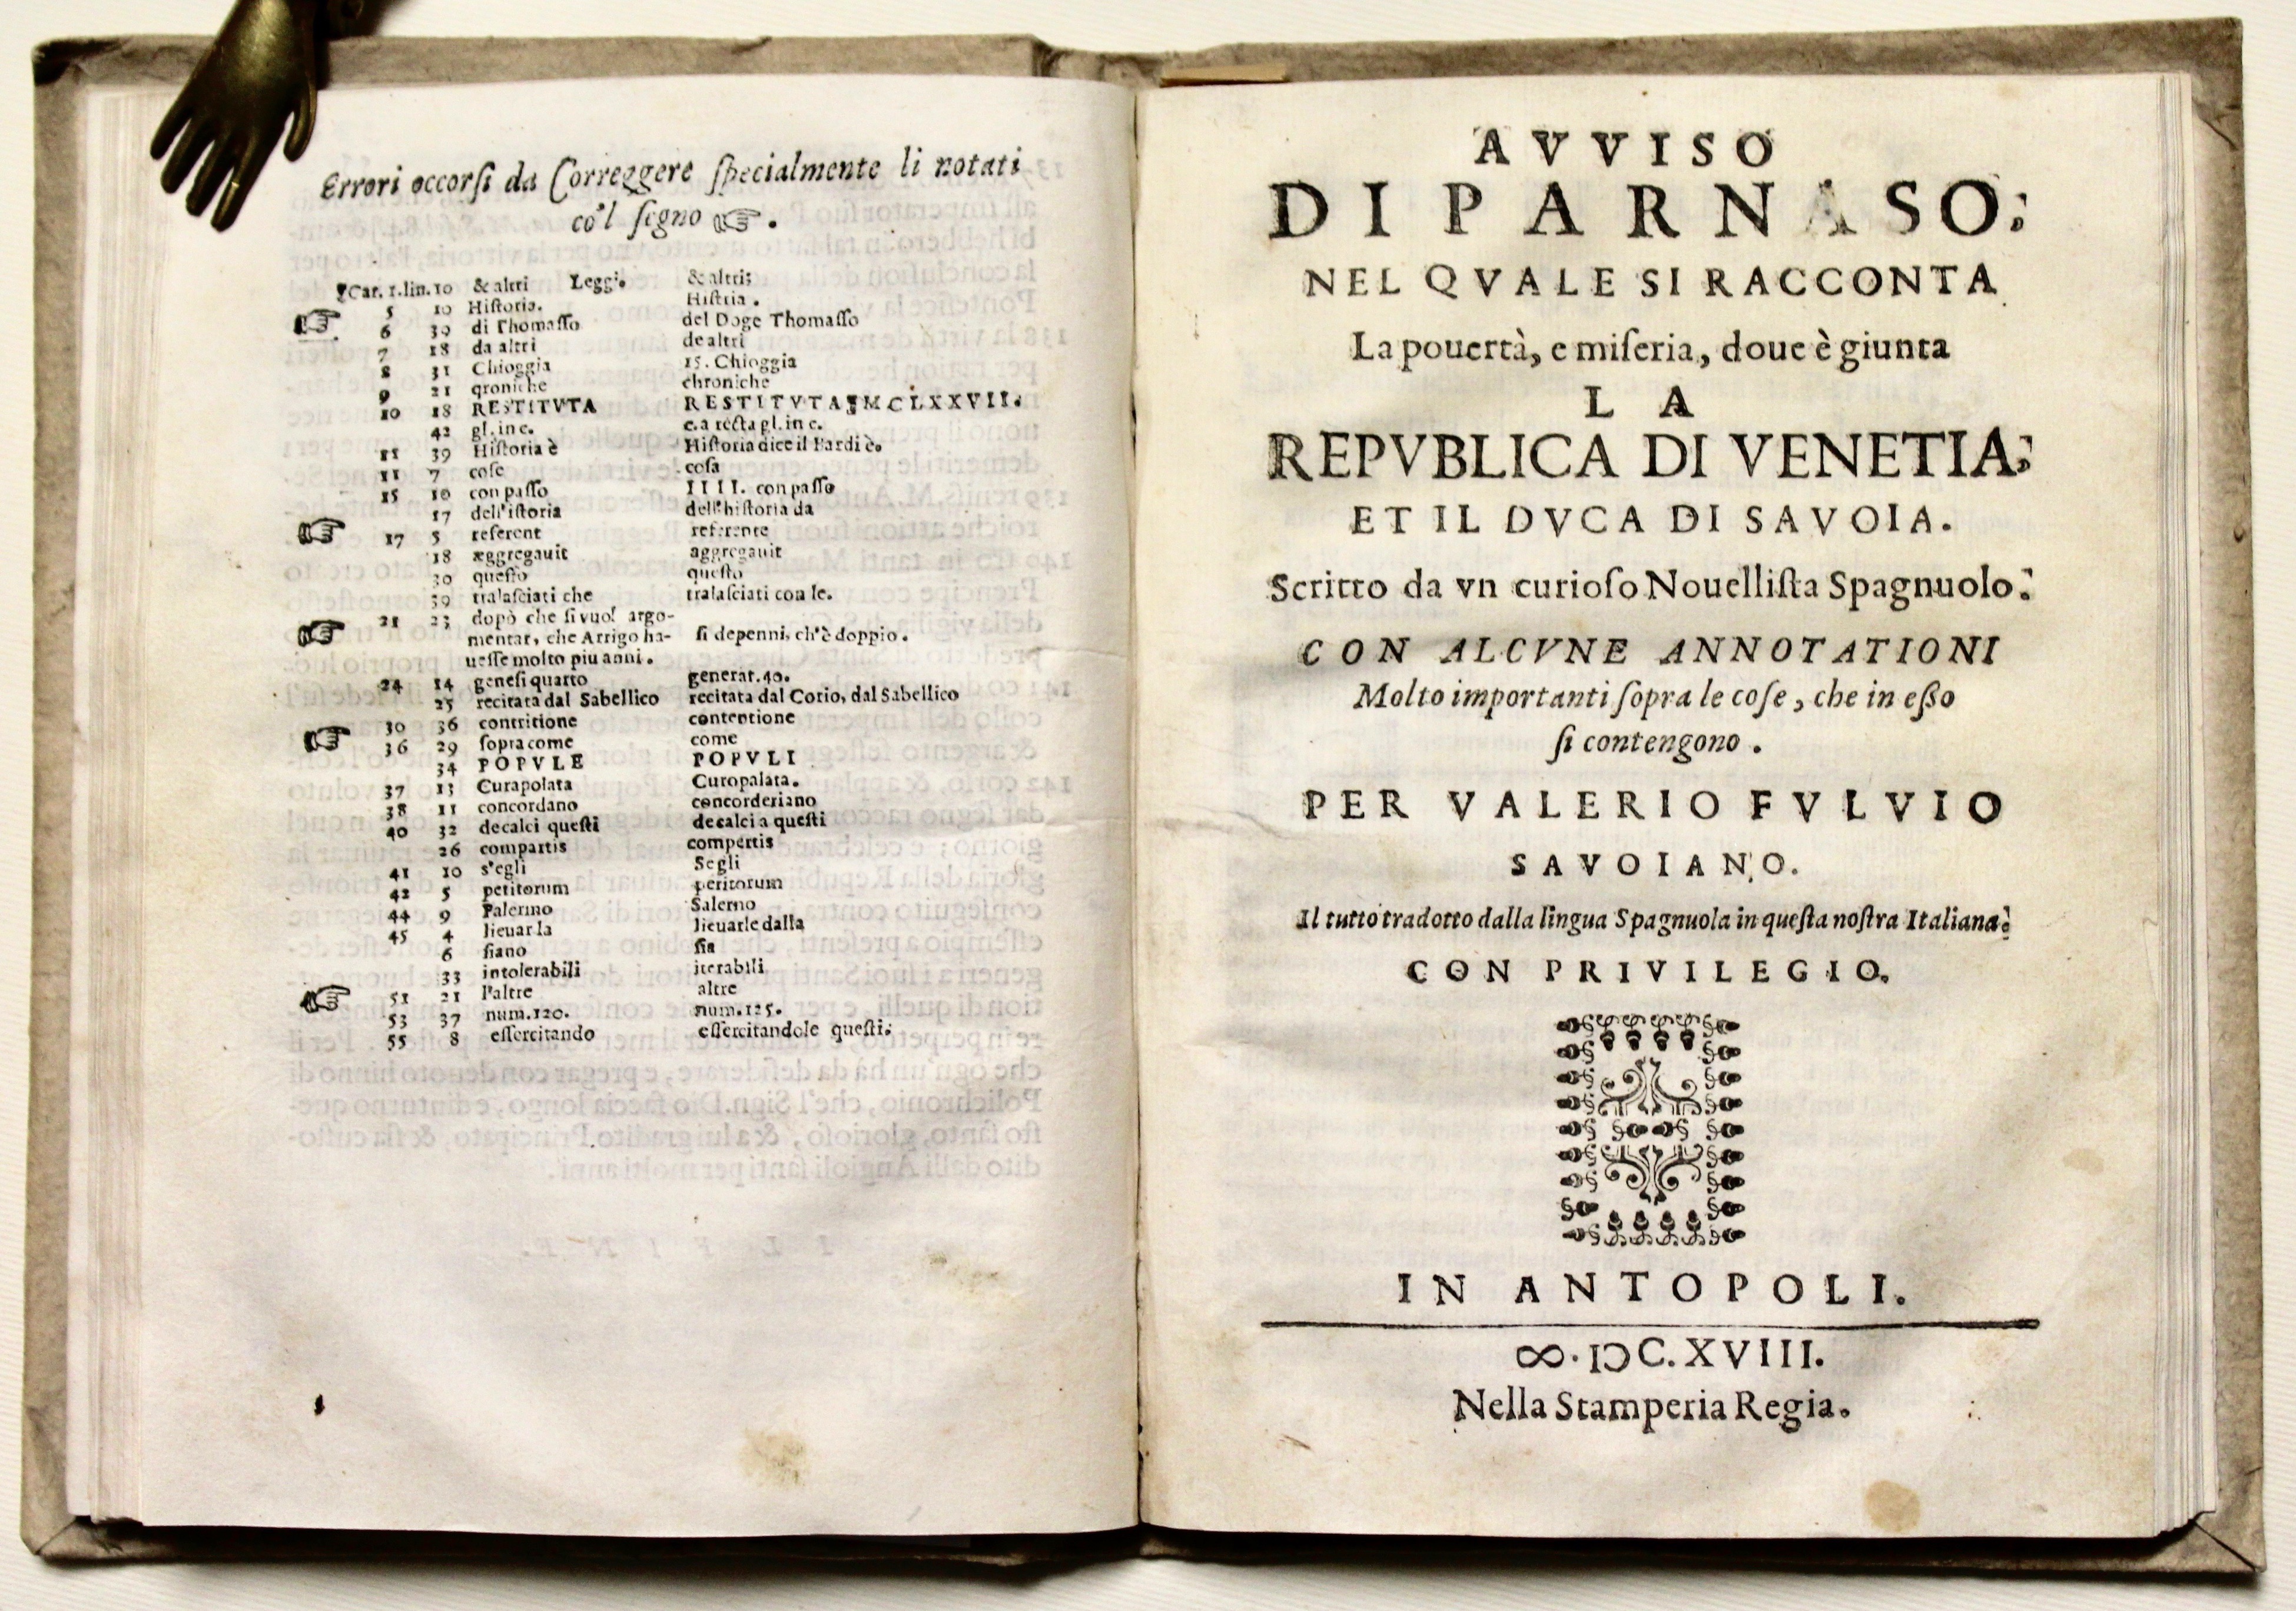 Errori occorſi da Correggere ſpecialmente li notati
co'l ſegno ☞.
Car. 1. lin. 10 & altri Leggi. & altri;
5 10 Hiſtoria. Hiſtria.
6 39 di Thomaſſo del Doge Thomaſſo
7 18 da altri de altri
8 31 Chioggia 15. Chioggia
9 21 qroniche chroniche
10 18 RESTITVTA RESTITVTA MCLXXVII.
42 gl. in c. c. a recta gl. in c.
11 39 Hiſtoria è Hiſtoria dice il Bardi è.
11 7 coſe coſa
15 10 con paſſo IIII. con paſſo
17 dell'iſtoria dell'hiſtoria da
☞ 17 5 referent referente
18 æggregauit aggregauit
30 queſto queſto
39 tralaſciati che tralaſciati con le.
☞ 21 23 dopò che ſi vuol argo-
mentar, che Arrigo ha- ſi depenni, ch'è doppio.
ueſſe molto piu anni.
24 14 geneſi quarto generat. 40.
25 recitata dal Sabellico recitata dal Corio, dal Sabellico
30 36 contritione contentione
☞ 36 29 ſopra come come
34 POPVLE POPVLI
37 13 Curapolata Curopalata.
38 11 concordano concorderiano
40 32 decalci queſti decalci a queſti
26 compartis compertis
41 10 s'egli Segli
42 5 petitorum peritorum
44 9 Palermo Salerno
45 4 lieuarla lieuarle dalla
6 ſiano ſia
33 intolerabili iterabili
☞ 51 21 l'altre altre
53 37 num. 120. num. 125.
55 8 eſſercitando eſſercitandole queſti.
AVVISO
DI PARNASO;
NEL QVALE SI RACCONTA
La pouertà, e miſeria, doue è giunta
LA
REPVBLICA DI VENETIA;
ET IL DVCA DI SAVOIA.
Scritto da vn curioſo Nouelliſta Spagnuolo.
CON ALCVNE ANNOTATIONI
Molto importanti ſopra le coſe, che in eßo
ſi contengono.
PER VALERIO FVLVIO
SAVOIANO.
Il tutto tradotto dalla lingua Spagnuola in queſta noſtra Italiana.
CON PRIVILEGIO.
IN ANTOPOLI.
∞.IↃC.XVIII.
Nella Stamperia Regia.